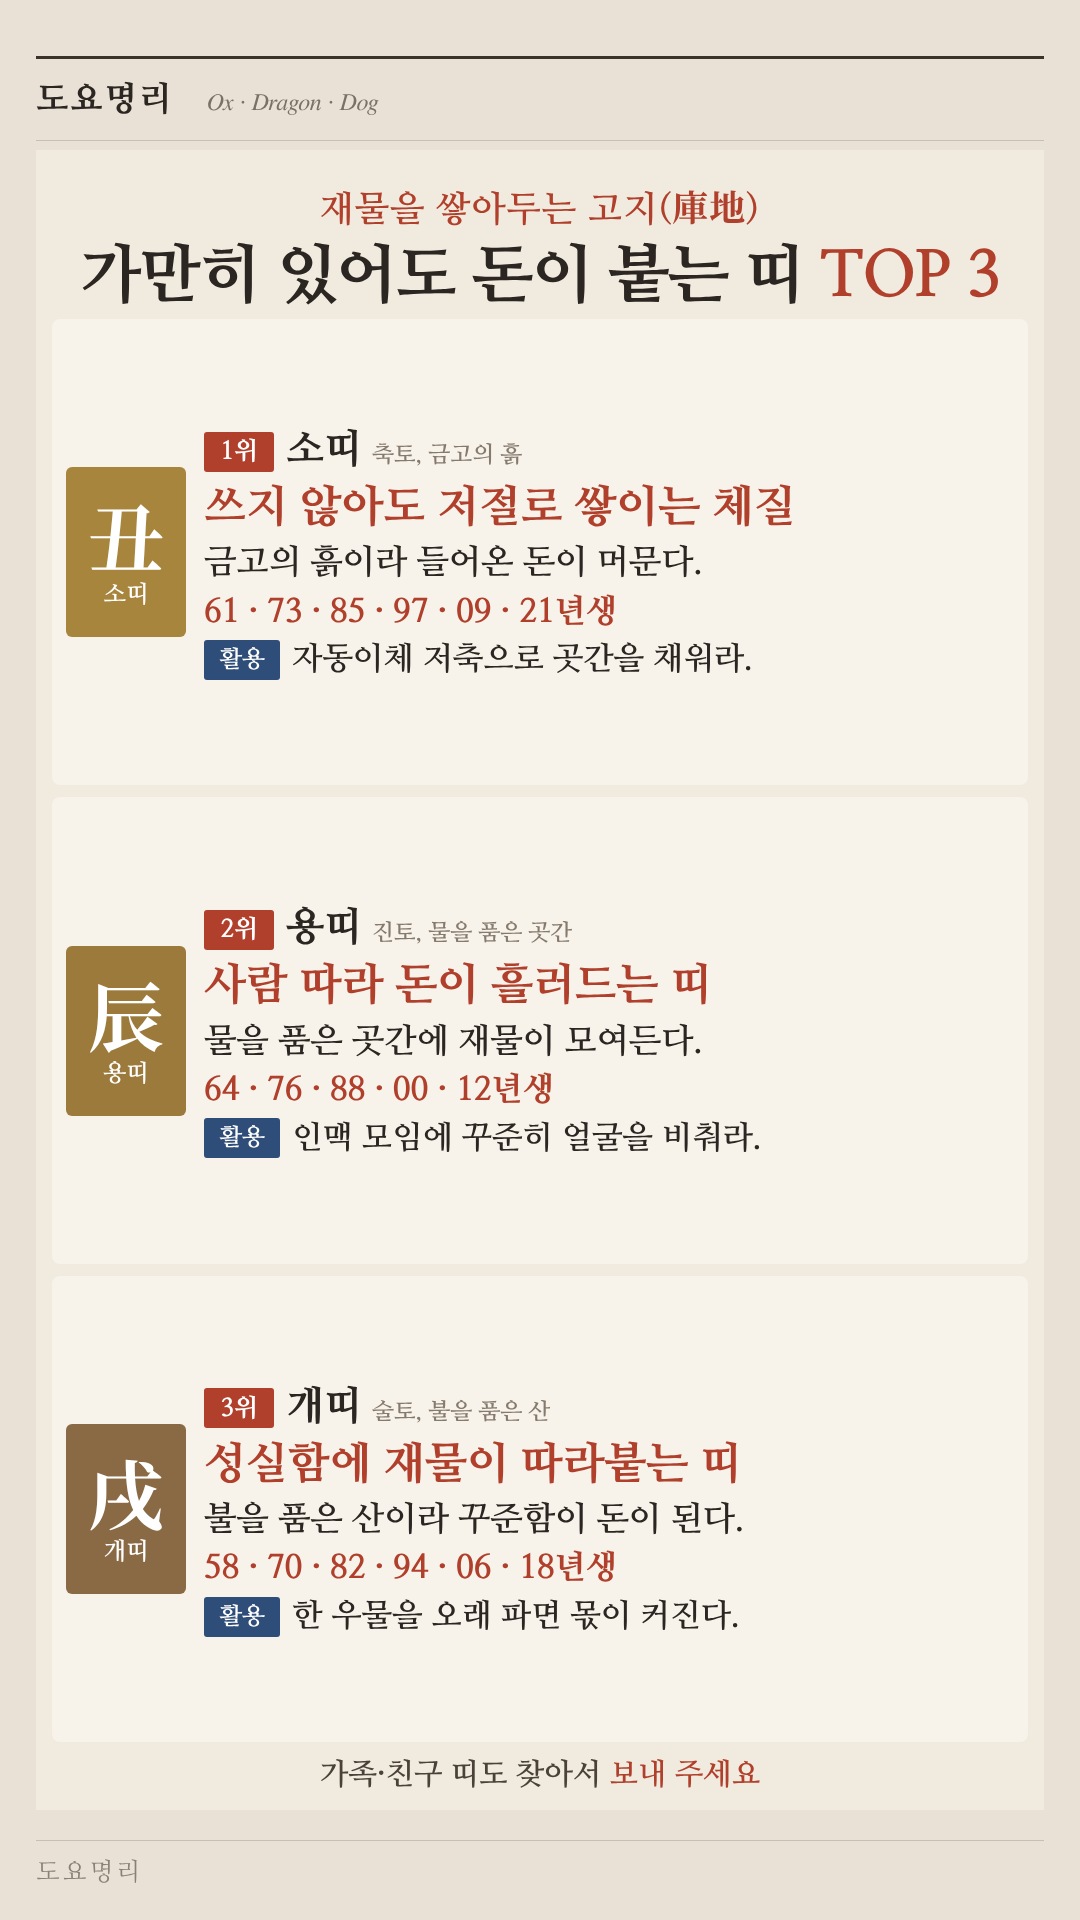 도요명리 Ox · Dragon · Dog
재물을 쌓아두는 고지(庫地)
가만히 있어도 돈이 붙는 띠 TOP 3
丑
소띠
1위 소띠 축토, 금고의 흙
쓰지 않아도 저절로 쌓이는 체질
금고의 흙이라 들어온 돈이 머문다.
61 · 73 · 85 · 97 · 09 · 21년생
활용 자동이체 저축으로 곳간을 채워라.
辰
용띠
2위 용띠 진토, 물을 품은 곳간
사람 따라 돈이 흘러드는 띠
물을 품은 곳간에 재물이 모여든다.
64 · 76 · 88 · 00 · 12년생
활용 인맥 모임에 꾸준히 얼굴을 비춰라.
戌
개띠
3위 개띠 술토, 불을 품은 산
성실함에 재물이 따라붙는 띠
불을 품은 산이라 꾸준함이 돈이 된다.
58 · 70 · 82 · 94 · 06 · 18년생
활용 한 우물을 오래 파면 몫이 커진다.
가족·친구 띠도 찾아서 보내 주세요
도요명리